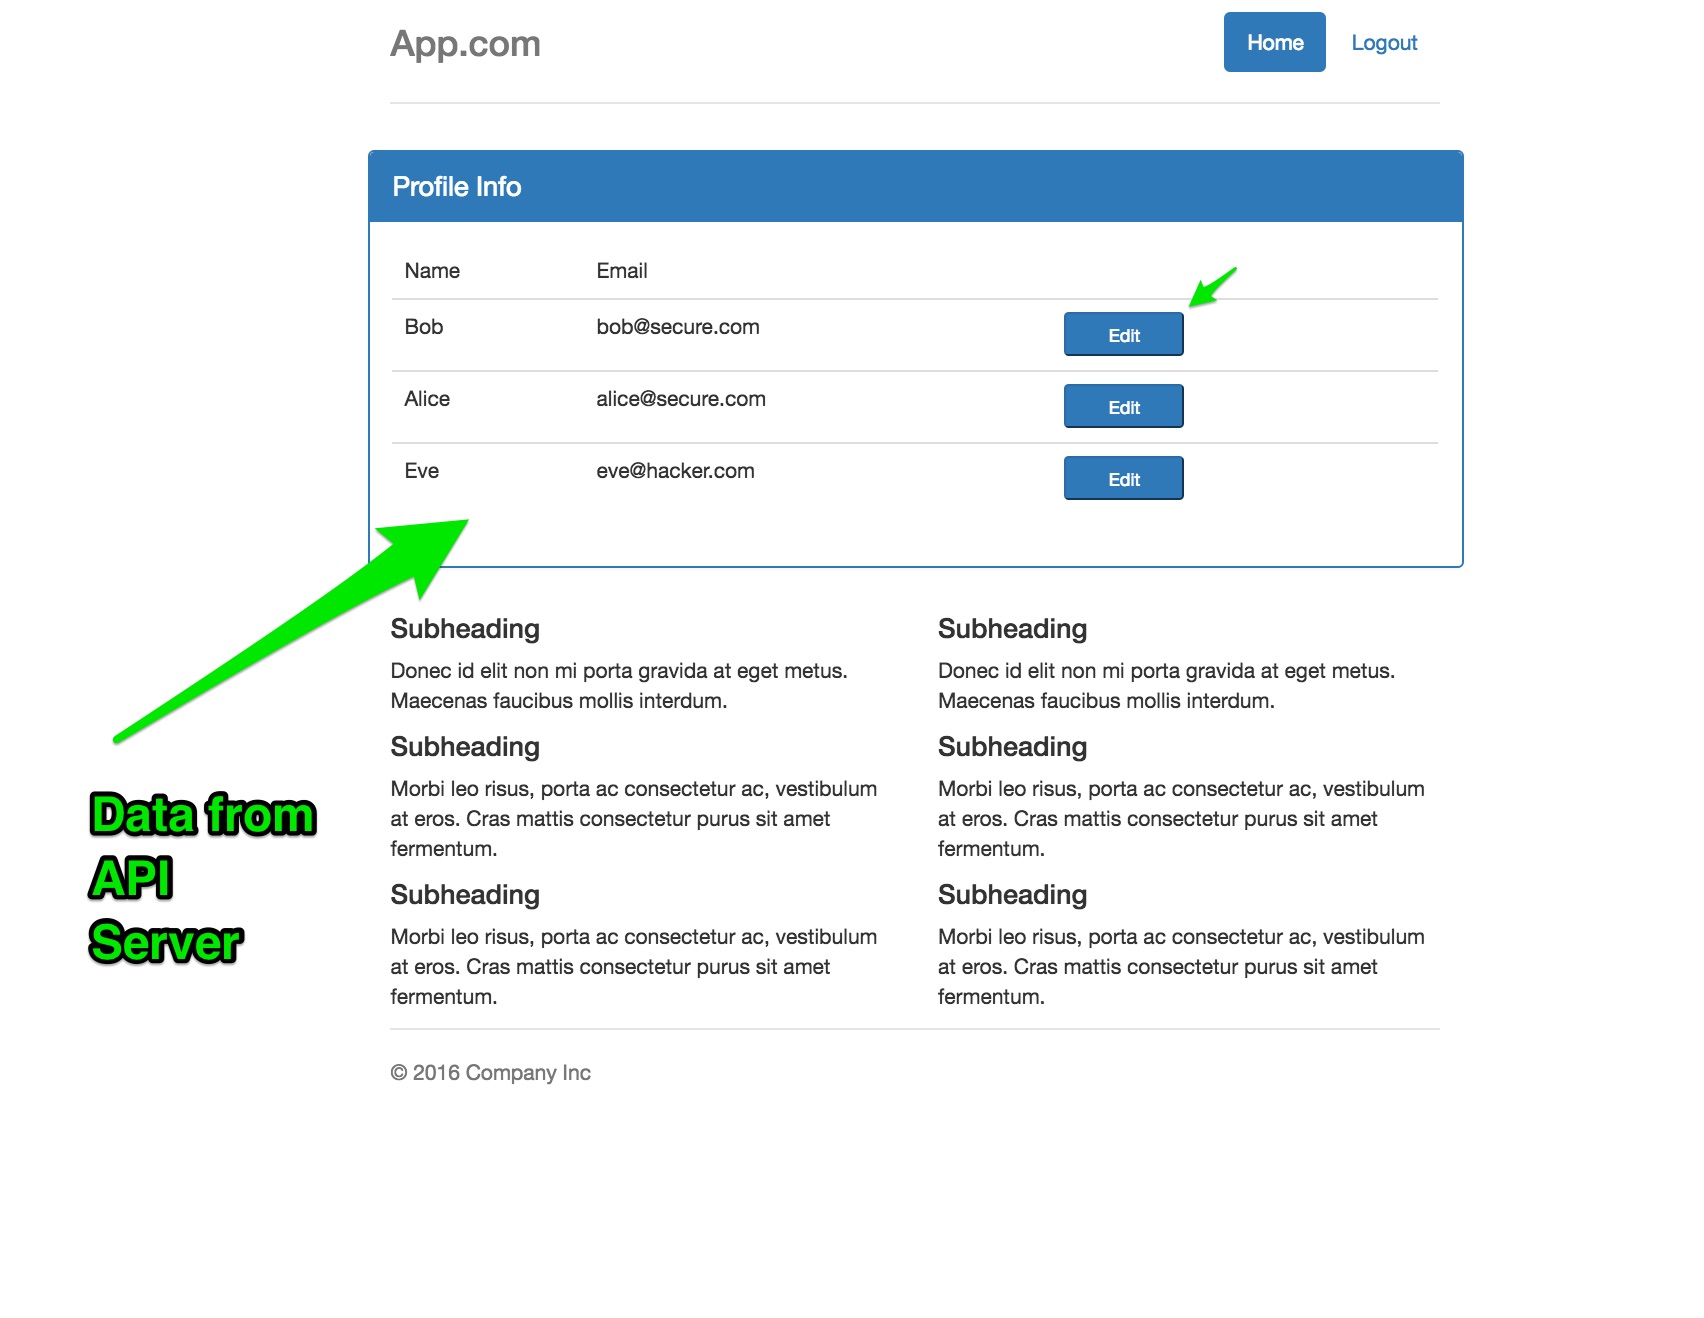 App.com
Home
Logout
Profile Info
Name Email
Bob bob@secure.com Edit
Alice alice@secure.com Edit
Eve eve@hacker.com Edit
Data from
API
Server
Subheading
Donec id elit non mi porta gravida at eget metus.
Maecenas faucibus mollis interdum.
Subheading
Morbi leo risus, porta ac consectetur ac, vestibulum
at eros. Cras mattis consectetur purus sit amet
fermentum.
Subheading
Morbi leo risus, porta ac consectetur ac, vestibulum
at eros. Cras mattis consectetur purus sit amet
fermentum.
Subheading
Donec id elit non mi porta gravida at eget metus.
Maecenas faucibus mollis interdum.
Subheading
Morbi leo risus, porta ac consectetur ac, vestibulum
at eros. Cras mattis consectetur purus sit amet
fermentum.
Subheading
Morbi leo risus, porta ac consectetur ac, vestibulum
at eros. Cras mattis consectetur purus sit amet
fermentum.
© 2016 Company Inc